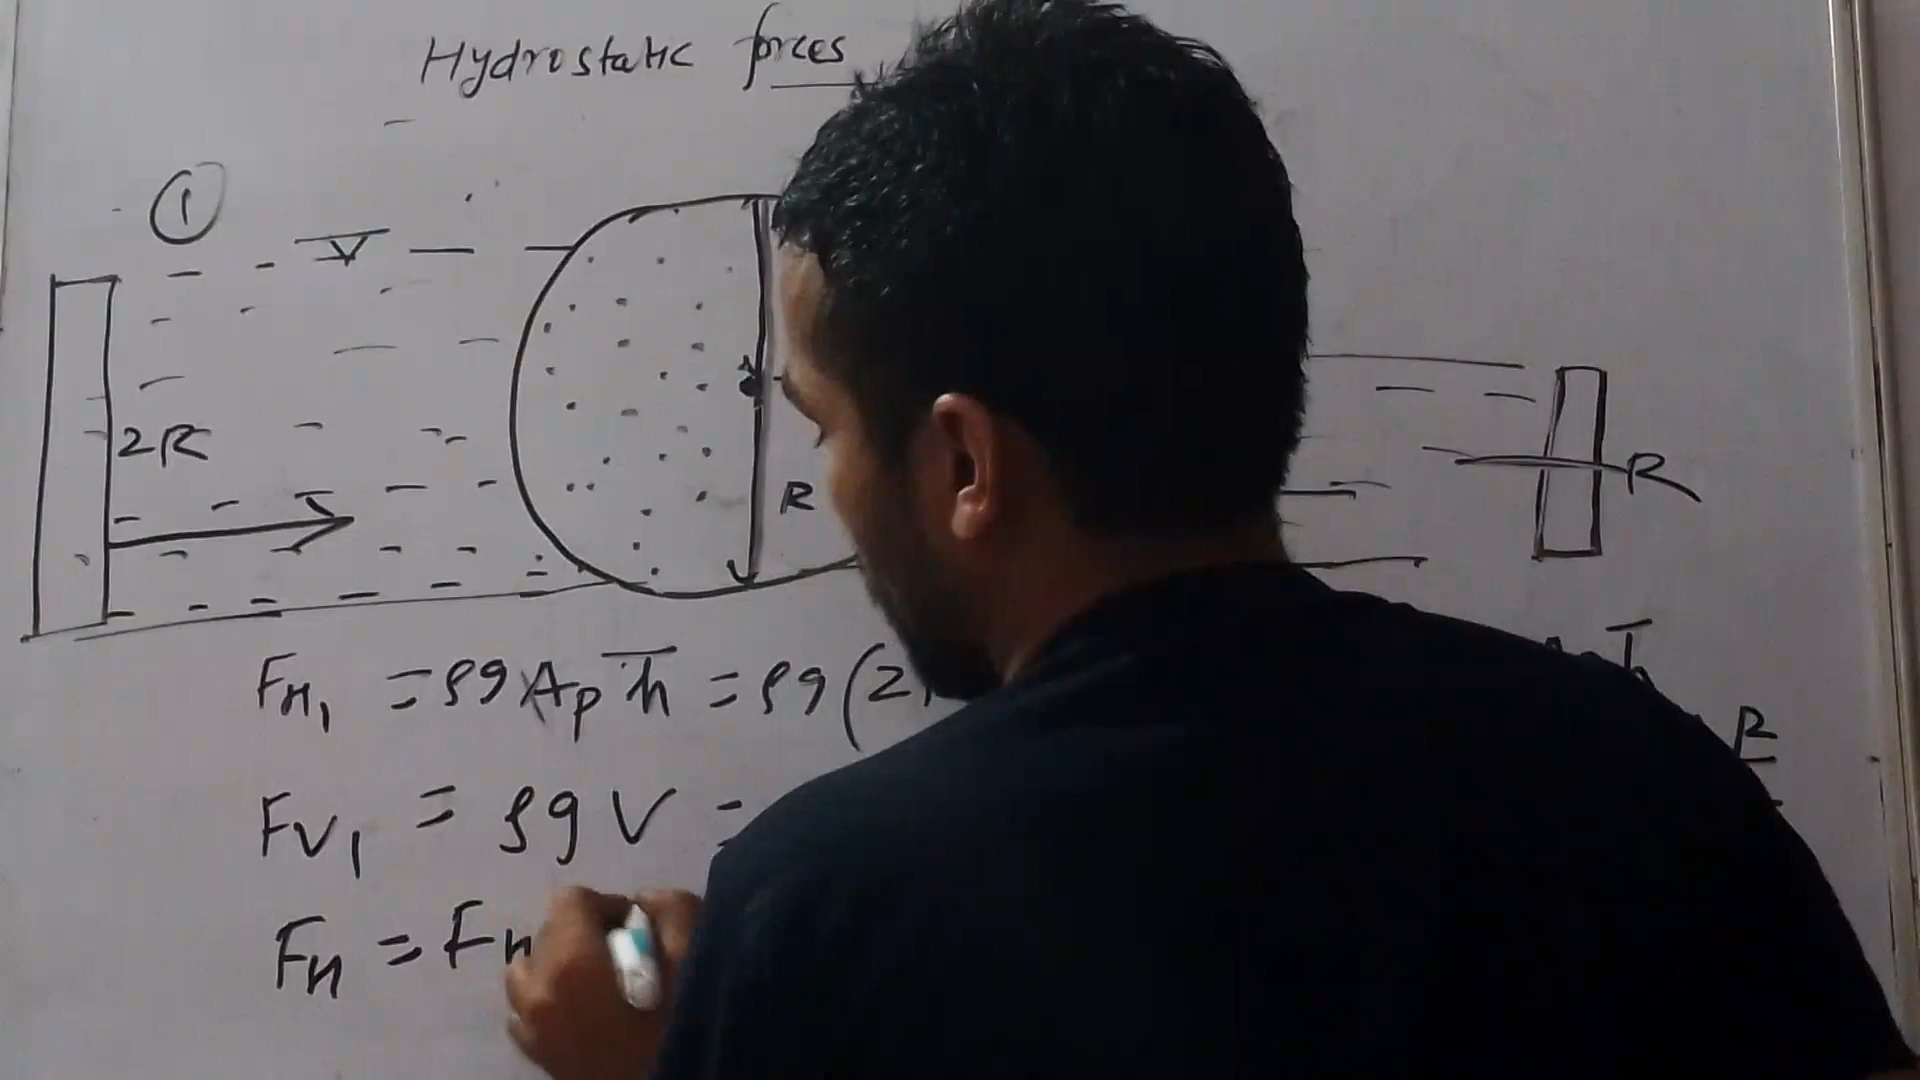 Hydrostatic forces
①
2R
R
R
FH₁ = ρg Ap h̄ = ρg (2
h̄
R
FV₁ = ρg V =
FH = FH